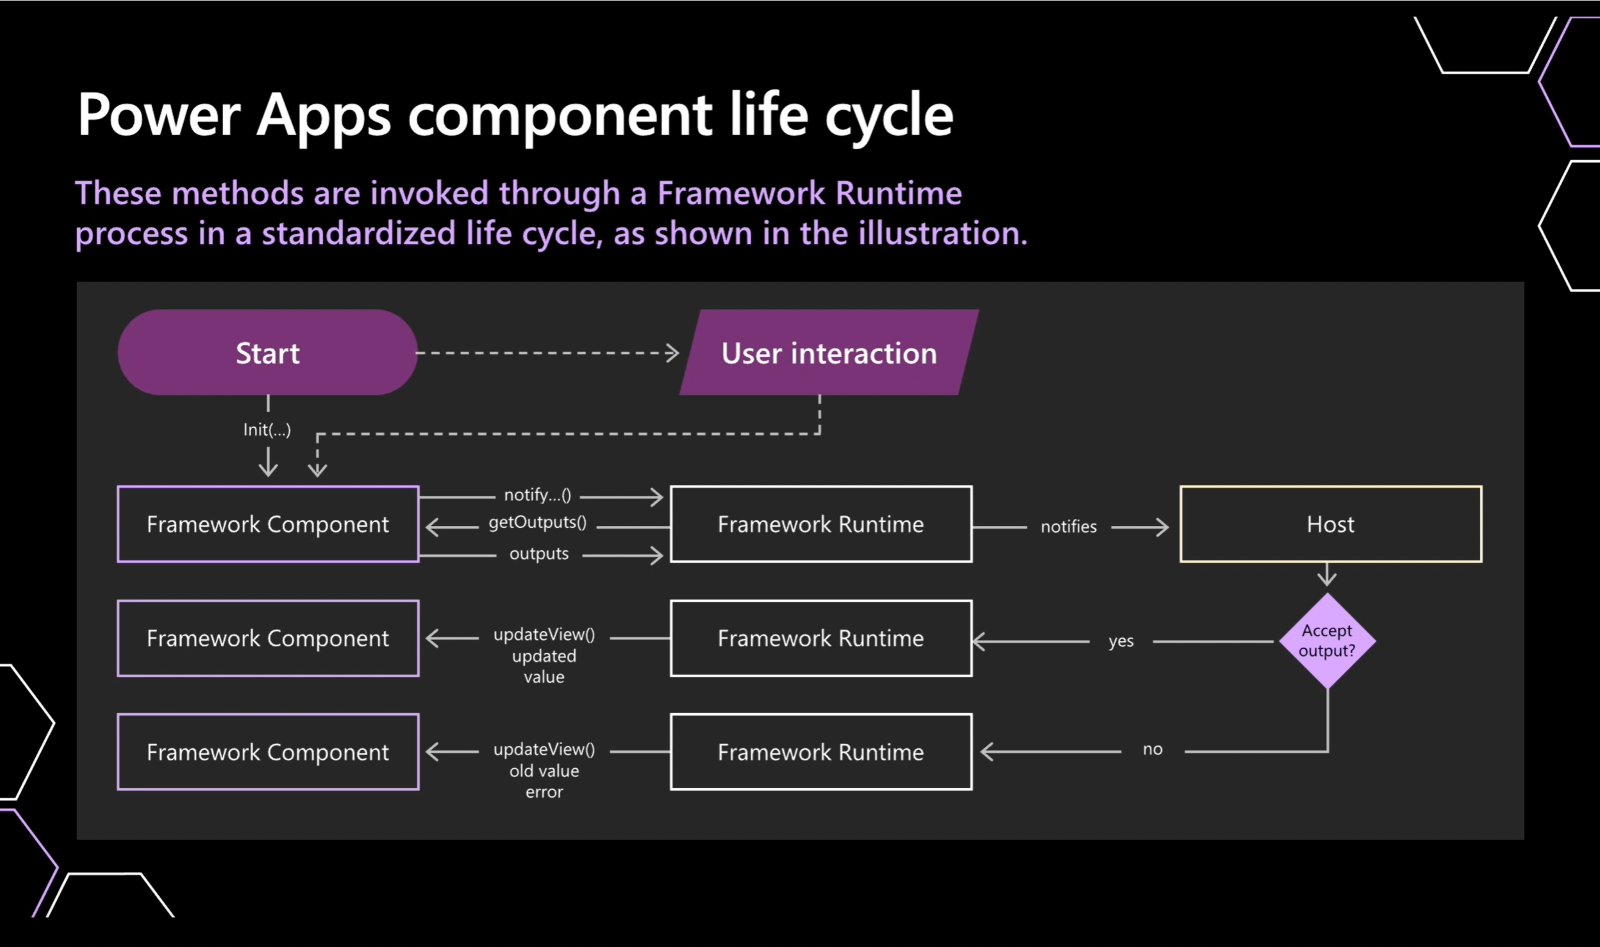 Power Apps component life cycle
These methods are invoked through a Framework Runtime
process in a standardized life cycle, as shown in the illustration.
Start
User interaction
Init(...)
Framework Component
notify...()
getOutputs()
outputs
Framework Runtime
notifies
Host
Framework Component
updateView()
updated
value
Framework Runtime
yes
Accept
output?
Framework Component
updateView()
old value
error
Framework Runtime
no